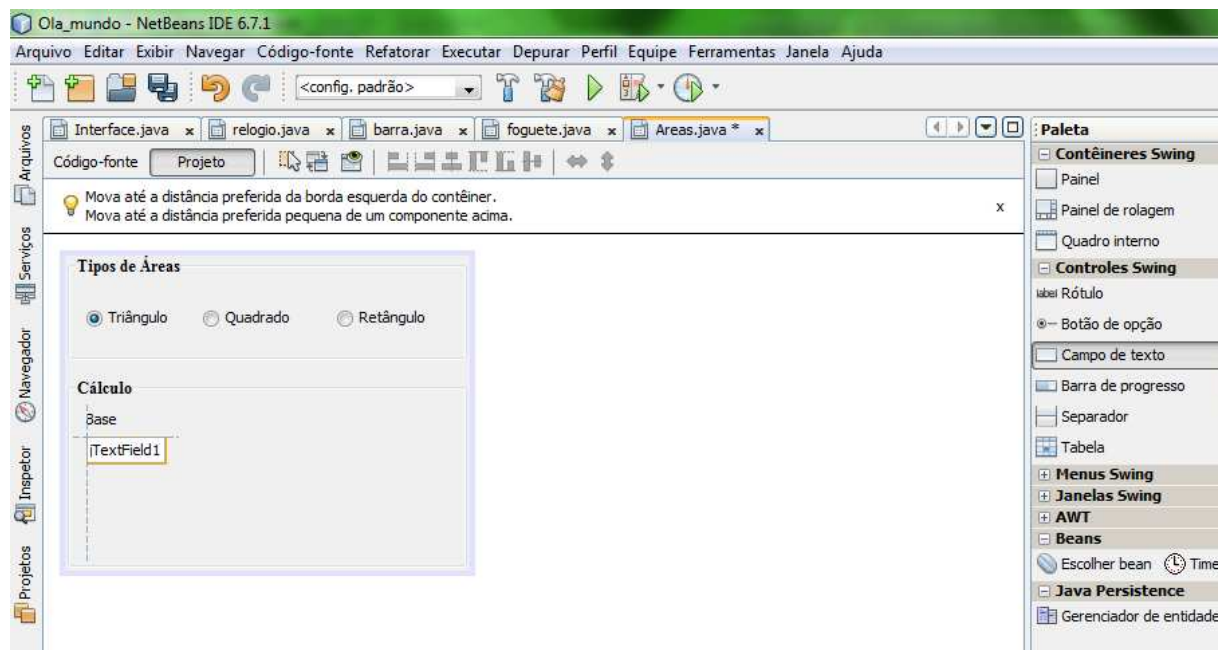 Ola_mundo - NetBeans IDE 6.7.1
Arquivo Editar Exibir Navegar Código-fonte Refatorar Executar Depurar Perfil Equipe Ferramentas Janela Ajuda
<config. padrão>
Interface.java x relogio.java x barra.java x foguete.java x Areas.java * x
Código-fonte Projeto
Mova até a distância preferida da borda esquerda do contêiner.
Mova até a distância preferida pequena de um componente acima.
x
Tipos de Áreas
Triângulo Quadrado Retângulo
Cálculo
Base
jTextField1
Arquivos
Serviços
Navegador
Inspetor
Projetos
Paleta
Contêineres Swing
Painel
Painel de rolagem
Quadro interno
Controles Swing
label Rótulo
Botão de opção
Campo de texto
Barra de progresso
Separador
Tabela
Menus Swing
Janelas Swing
AWT
Beans
Escolher bean Time
Java Persistence
Gerenciador de entidade